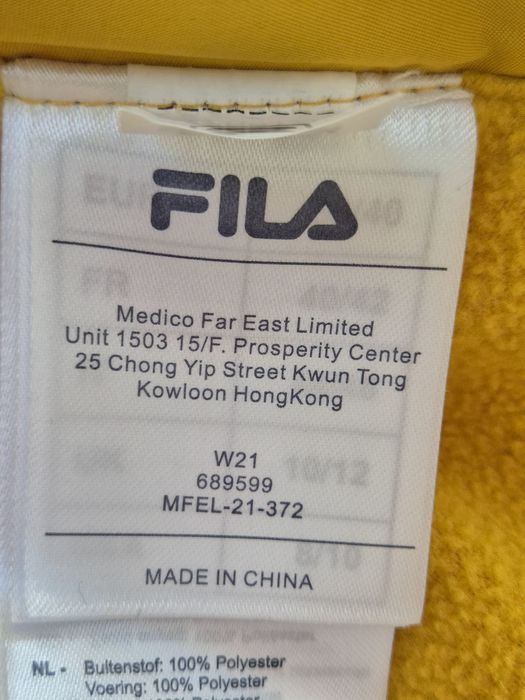 FILA
Medico Far East Limited
Unit 1503 15/F. Prosperity Center
25 Chong Yip Street Kwun Tong
Kowloon HongKong
W21
689599
MFEL-21-372
MADE IN CHINA
NL - Buitenstof: 100% Polyester
Voering: 100% Polyester